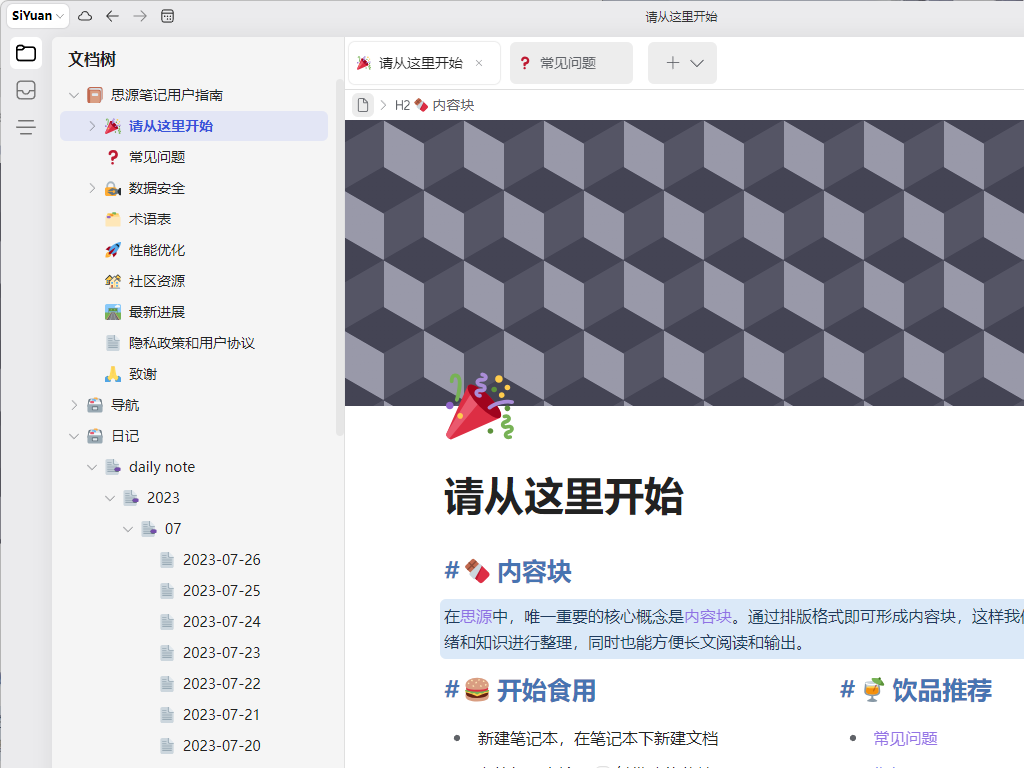 SiYuan
请从这里开始
文档树
思源笔记用户指南
请从这里开始
常见问题
数据安全
术语表
性能优化
社区资源
最新进展
隐私政策和用户协议
致谢
导航
日记
daily note
2023
07
2023-07-26
2023-07-25
2023-07-24
2023-07-23
2023-07-22
2023-07-21
2023-07-20
请从这里开始 ×
常见问题
H2 内容块
请从这里开始
# 内容块
在思源中，唯一重要的核心概念是内容块。通过排版格式即可形成内容块，这样我们
绪和知识进行整理，同时也能方便长文阅读和输出。
# 开始食用
• 新建笔记本，在笔记本下新建文档
# 饮品推荐
• 常见问题